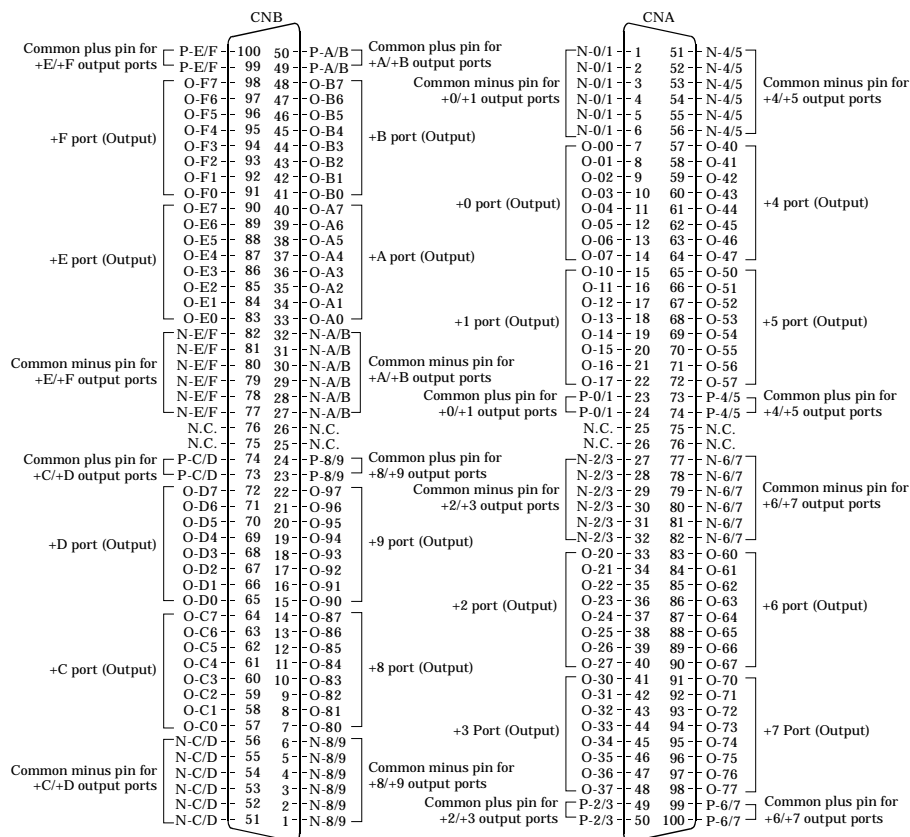 CNB
Common plus pin for +E/+F output ports
P-E/F 100 50 P-A/B
P-E/F 99 49 P-A/B
Common plus pin for +A/+B output ports
+F port (Output)
O-F7 98 48 O-B7
O-F6 97 47 O-B6
O-F5 96 46 O-B5
O-F4 95 45 O-B4
O-F3 94 44 O-B3
O-F2 93 43 O-B2
O-F1 92 42 O-B1
O-F0 91 41 O-B0
+B port (Output)
+E port (Output)
O-E7 90 40 O-A7
O-E6 89 39 O-A6
O-E5 88 38 O-A5
O-E4 87 37 O-A4
O-E3 86 36 O-A3
O-E2 85 35 O-A2
O-E1 84 34 O-A1
O-E0 83 33 O-A0
+A port (Output)
Common minus pin for +E/+F output ports
N-E/F 82 32 N-A/B
N-E/F 81 31 N-A/B
N-E/F 80 30 N-A/B
N-E/F 79 29 N-A/B
N-E/F 78 28 N-A/B
N-E/F 77 27 N-A/B
Common minus pin for +A/+B output ports
N.C. 76 26 N.C.
N.C. 75 25 N.C.
Common plus pin for +C/+D output ports
P-C/D 74 24 P-8/9
P-C/D 73 23 P-8/9
Common plus pin for +8/+9 output ports
+D port (Output)
O-D7 72 22 O-97
O-D6 71 21 O-96
O-D5 70 20 O-95
O-D4 69 19 O-94
O-D3 68 18 O-93
O-D2 67 17 O-92
O-D1 66 16 O-91
O-D0 65 15 O-90
+9 port (Output)
+C port (Output)
O-C7 64 14 O-87
O-C6 63 13 O-86
O-C5 62 12 O-85
O-C4 61 11 O-84
O-C3 60 10 O-83
O-C2 59 9 O-82
O-C1 58 8 O-81
O-C0 57 7 O-80
+8 port (Output)
Common minus pin for +C/+D output ports
N-C/D 56 6 N-8/9
N-C/D 55 5 N-8/9
N-C/D 54 4 N-8/9
N-C/D 53 3 N-8/9
N-C/D 52 2 N-8/9
N-C/D 51 1 N-8/9
Common minus pin for +8/+9 output ports
CNA
Common minus pin for +0/+1 output ports
N-0/1 1 51 N-4/5
N-0/1 2 52 N-4/5
N-0/1 3 53 N-4/5
N-0/1 4 54 N-4/5
N-0/1 5 55 N-4/5
N-0/1 6 56 N-4/5
Common minus pin for +4/+5 output ports
+0 port (Output)
O-00 7 57 O-40
O-01 8 58 O-41
O-02 9 59 O-42
O-03 10 60 O-43
O-04 11 61 O-44
O-05 12 62 O-45
O-06 13 63 O-46
O-07 14 64 O-47
+4 port (Output)
+1 port (Output)
O-10 15 65 O-50
O-11 16 66 O-51
O-12 17 67 O-52
O-13 18 68 O-53
O-14 19 69 O-54
O-15 20 70 O-55
O-16 21 71 O-56
O-17 22 72 O-57
+5 port (Output)
Common plus pin for +0/+1 output ports
P-0/1 23 73 P-4/5
P-0/1 24 74 P-4/5
Common plus pin for +4/+5 output ports
N.C. 25 75 N.C.
N.C. 26 76 N.C.
Common minus pin for +2/+3 output ports
N-2/3 27 77 N-6/7
N-2/3 28 78 N-6/7
N-2/3 29 79 N-6/7
N-2/3 30 80 N-6/7
N-2/3 31 81 N-6/7
N-2/3 32 82 N-6/7
Common minus pin for +6/+7 output ports
+2 port (Output)
O-20 33 83 O-60
O-21 34 84 O-61
O-22 35 85 O-62
O-23 36 86 O-63
O-24 37 87 O-64
O-25 38 88 O-65
O-26 39 89 O-66
O-27 40 90 O-67
+6 port (Output)
+3 Port (Output)
O-30 41 91 O-70
O-31 42 92 O-71
O-32 43 93 O-72
O-33 44 94 O-73
O-34 45 95 O-74
O-35 46 96 O-75
O-36 47 97 O-76
O-37 48 98 O-77
+7 Port (Output)
Common plus pin for +2/+3 output ports
P-2/3 49 99 P-6/7
P-2/3 50 100 P-6/7
Common plus pin for +6/+7 output ports